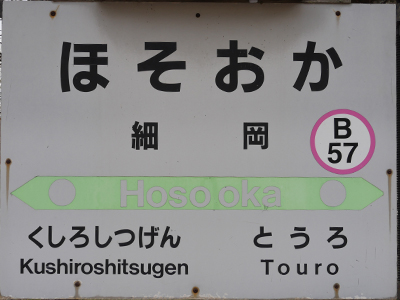 ほそおか
細岡
B
57
Hosooka
くしろしつげん とうろ
Kushiroshitsugen Touro